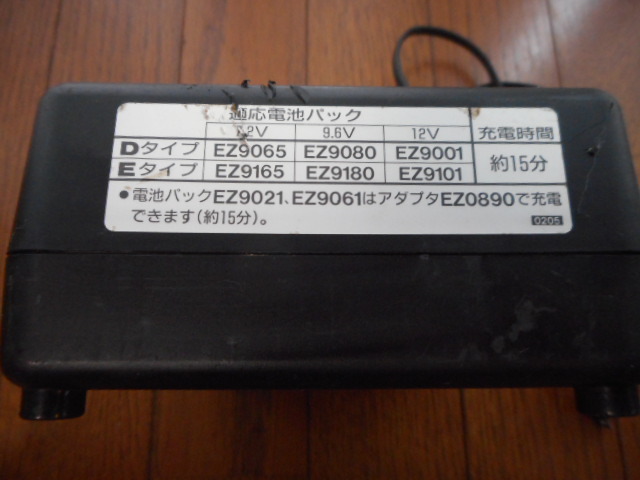 適応電池パック
7.2V 9.6V 12V 充電時間
Dタイプ EZ9065 EZ9080 EZ9001 約15分
Eタイプ EZ9165 EZ9180 EZ9101
●電池パックEZ9021、EZ9061はアダプタEZ0890で充電
できます(約15分)。
0205